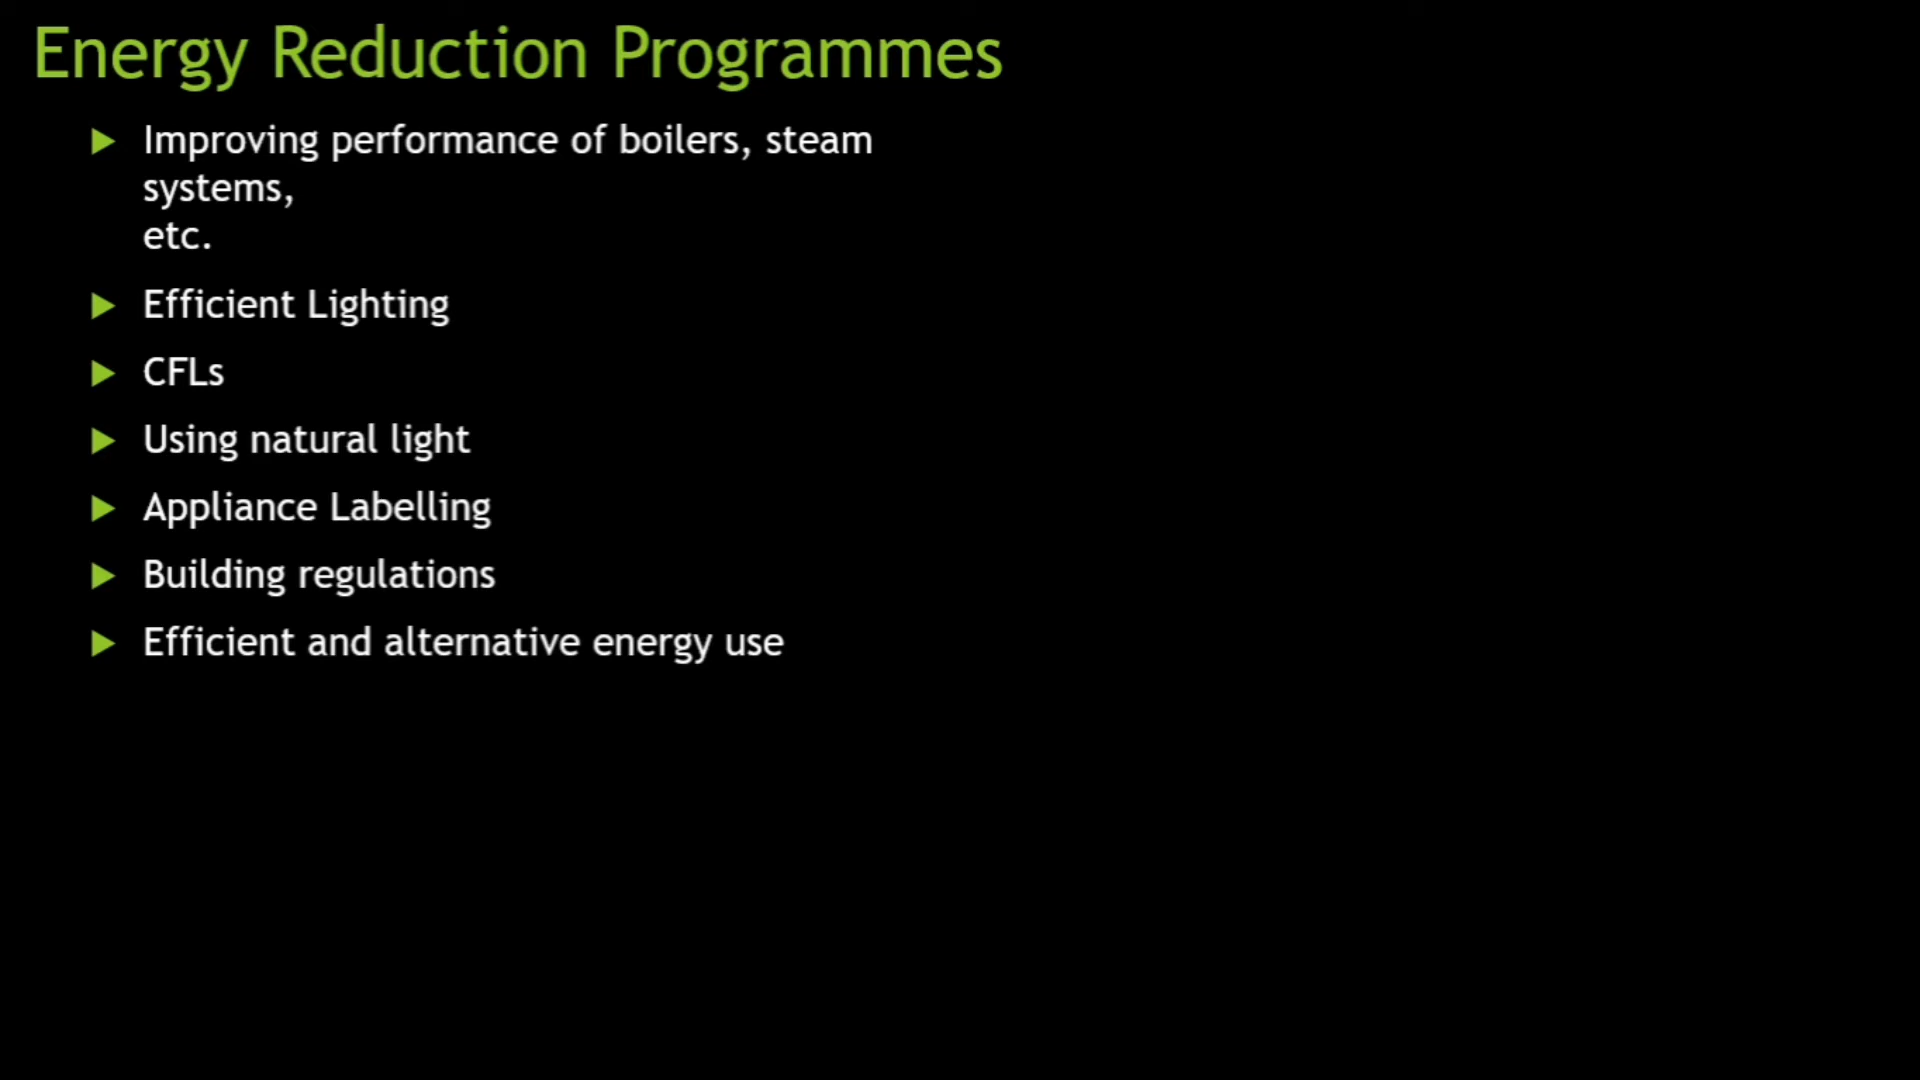 Energy Reduction Programmes
Improving performance of boilers, steam
systems,
etc.
Efficient Lighting
CFLs
Using natural light
Appliance Labelling
Building regulations
Efficient and alternative energy use